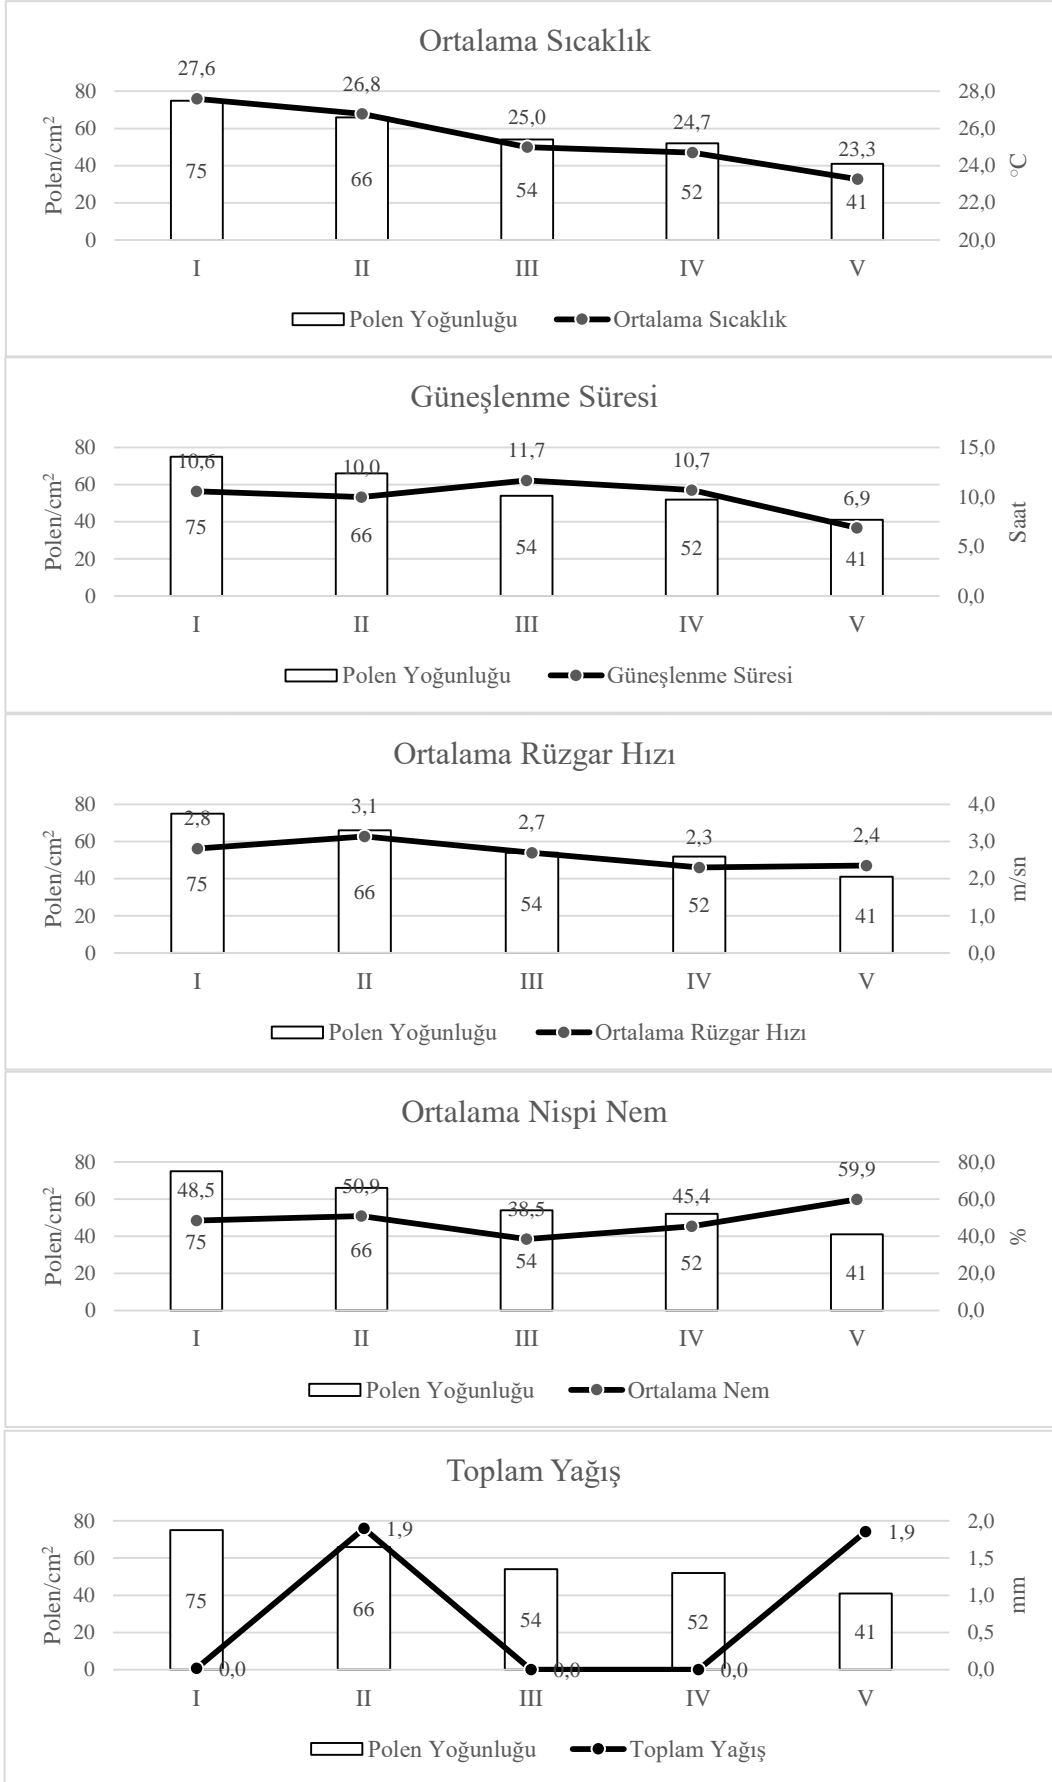 Ortalama Sıcaklık
27,6 26,8 25,0 24,7 23,3
80 60 40 20 0
Polen/cm²
75 66 54 52 41
28,0 26,0 24,0 22,0 20,0
°C
I II III IV V
Polen Yoğunluğu Ortalama Sıcaklık
Güneşlenme Süresi
10,6 10,0 11,7 10,7 6,9
80 60 40 20 0
Polen/cm²
75 66 54 52 41
15,0 10,0 5,0 0,0
Saat
I II III IV V
Polen Yoğunluğu Güneşlenme Süresi
Ortalama Rüzgar Hızı
2,8 3,1 2,7 2,3 2,4
80 60 40 20 0
Polen/cm²
75 66 54 52 41
4,0 3,0 2,0 1,0 0,0
m/sn
I II III IV V
Polen Yoğunluğu Ortalama Rüzgar Hızı
Ortalama Nispi Nem
48,5 50,9 38,5 45,4 59,9
80 60 40 20 0
Polen/cm²
75 66 54 52 41
80,0 60,0 40,0 20,0 0,0
%
I II III IV V
Polen Yoğunluğu Ortalama Nem
Toplam Yağış
0,0 1,9 0,0 0,0 1,9
80 60 40 20 0
Polen/cm²
75 66 54 52 41
2,0 1,5 1,0 0,5 0,0
mm
I II III IV V
Polen Yoğunluğu Toplam Yağış